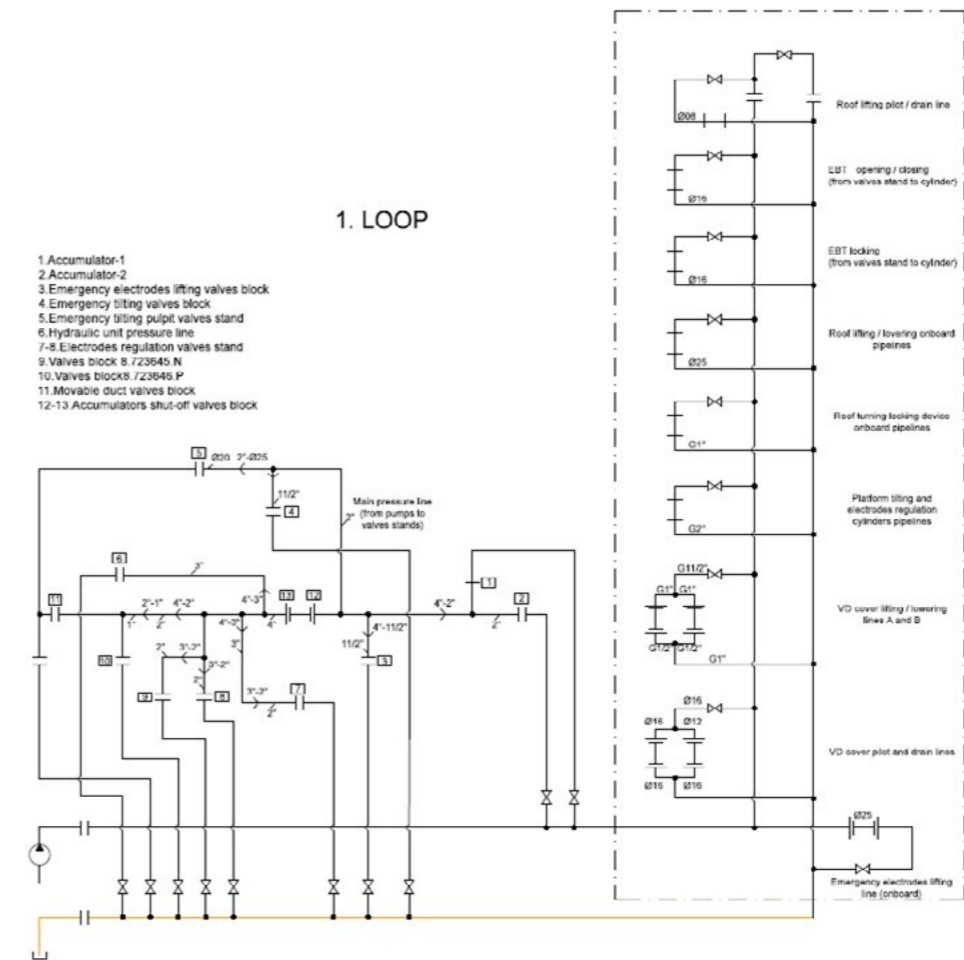 1. LOOP
1.Accumulator-1
2.Accumulator-2
3.Emergency electrodes lifting valves block
4.Emergency tilting valves block
5.Emergency tilting pulpit valves stand
6.Hydraulic unit pressure line
7-8.Electrodes regulation valves stand
9.Valves block 8.723645.N
10.Valves block8.723646.P
11.Movable duct valves block
12-13.Accumulators shut-off valves block
5
Ø20
2"-Ø25
11/2"
4
Main pressure line
(from pumps to
valves stands)
2"
6
3"
11
2"-1"
4"-2"
1"
2"
4"-3"
4"
13
12
4"-3"
3"
4"-11/2"
11/2"
3
4"-2"
1
2"
2
10
2"
3"-2"
9
3"-2"
2"
8
3"-2"
2"
7
Roof lifting pilot / drain line
Ø08
EBT opening / closing
(from valves stand to cylinder)
Ø16
EBT locking
(from valves stand to cylinder)
Ø16
Roof lifting / lowering onboard
pipelines
Ø25
Roof turning locking device
onboard pipelines
G1"
Platform tilting and
electrodes regulation
cylinders pipelines
G2"
G11/2"
G1" G1"
VD cover lifting / lowering
lines A and B
G1/2" G1/2"
G1"
Ø16
Ø16 Ø12
VD cover pilot and drain lines
Ø16 Ø16
Ø25
Emergency electrodes lifting
line (onboard)